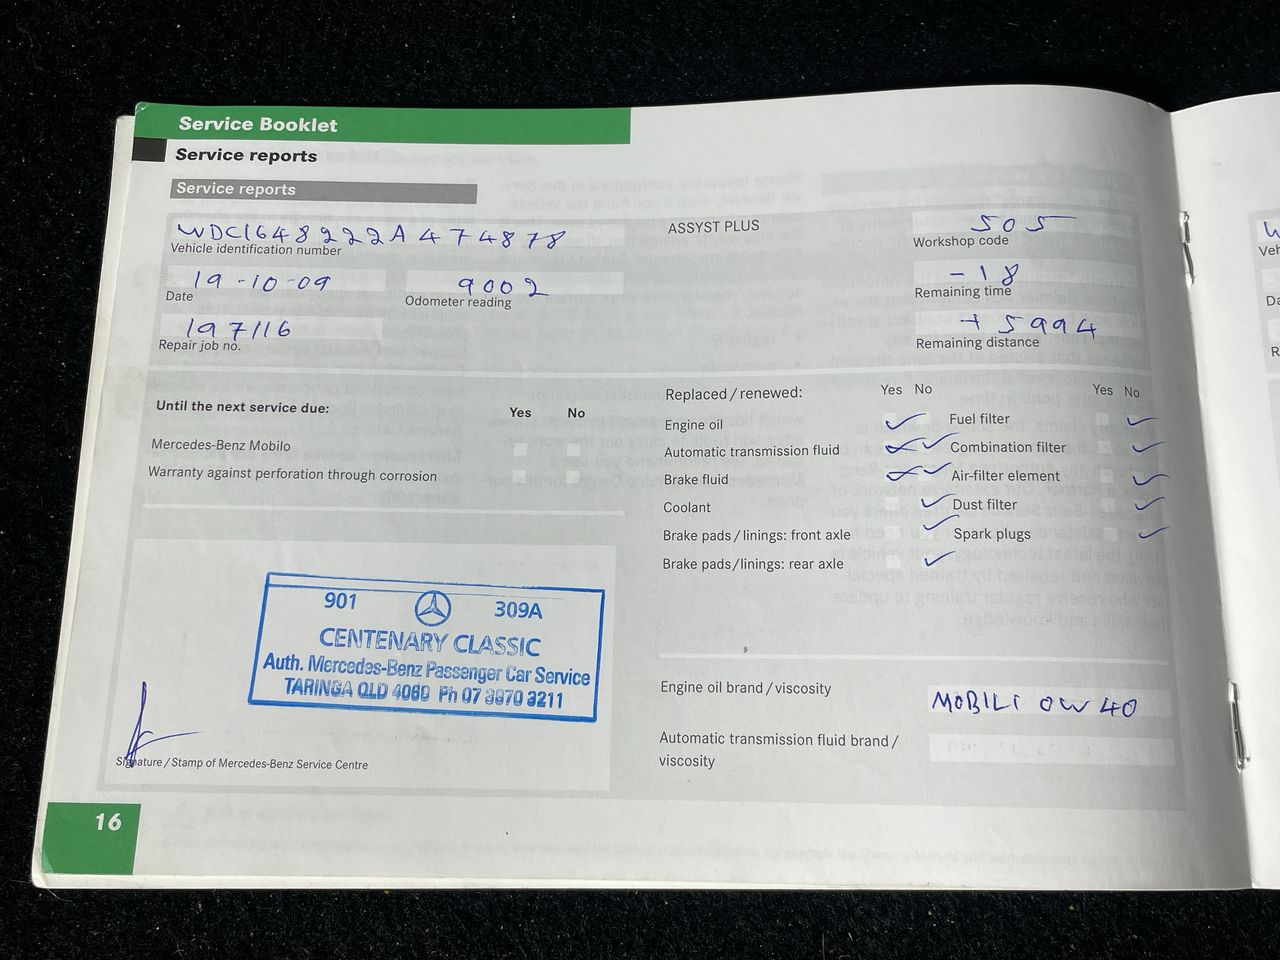 Service Booklet
Service reports
Service reports
WDC1648222A474878
Vehicle identification number
19-10-09
Date
9002
Odometer reading
197116
Repair job no.
ASSYST PLUS
505
Workshop code
-18
Remaining time
+5994
Remaining distance
Until the next service due: Yes No
Mercedes-Benz Mobilo
Warranty against perforation through corrosion
Replaced / renewed: Yes No Yes No
Engine oil Fuel filter
Automatic transmission fluid Combination filter
Brake fluid Air-filter element
Coolant Dust filter
Brake pads / linings: front axle Spark plugs
Brake pads/linings: rear axle
901 309A
CENTENARY CLASSIC
Auth. Mercedes-Benz Passenger Car Service
TARINGA QLD 4068 Ph 07 3870 3211
Signature / Stamp of Mercedes-Benz Service Centre
Engine oil brand / viscosity
MOBIL1 0W40
Automatic transmission fluid brand /
viscosity
16